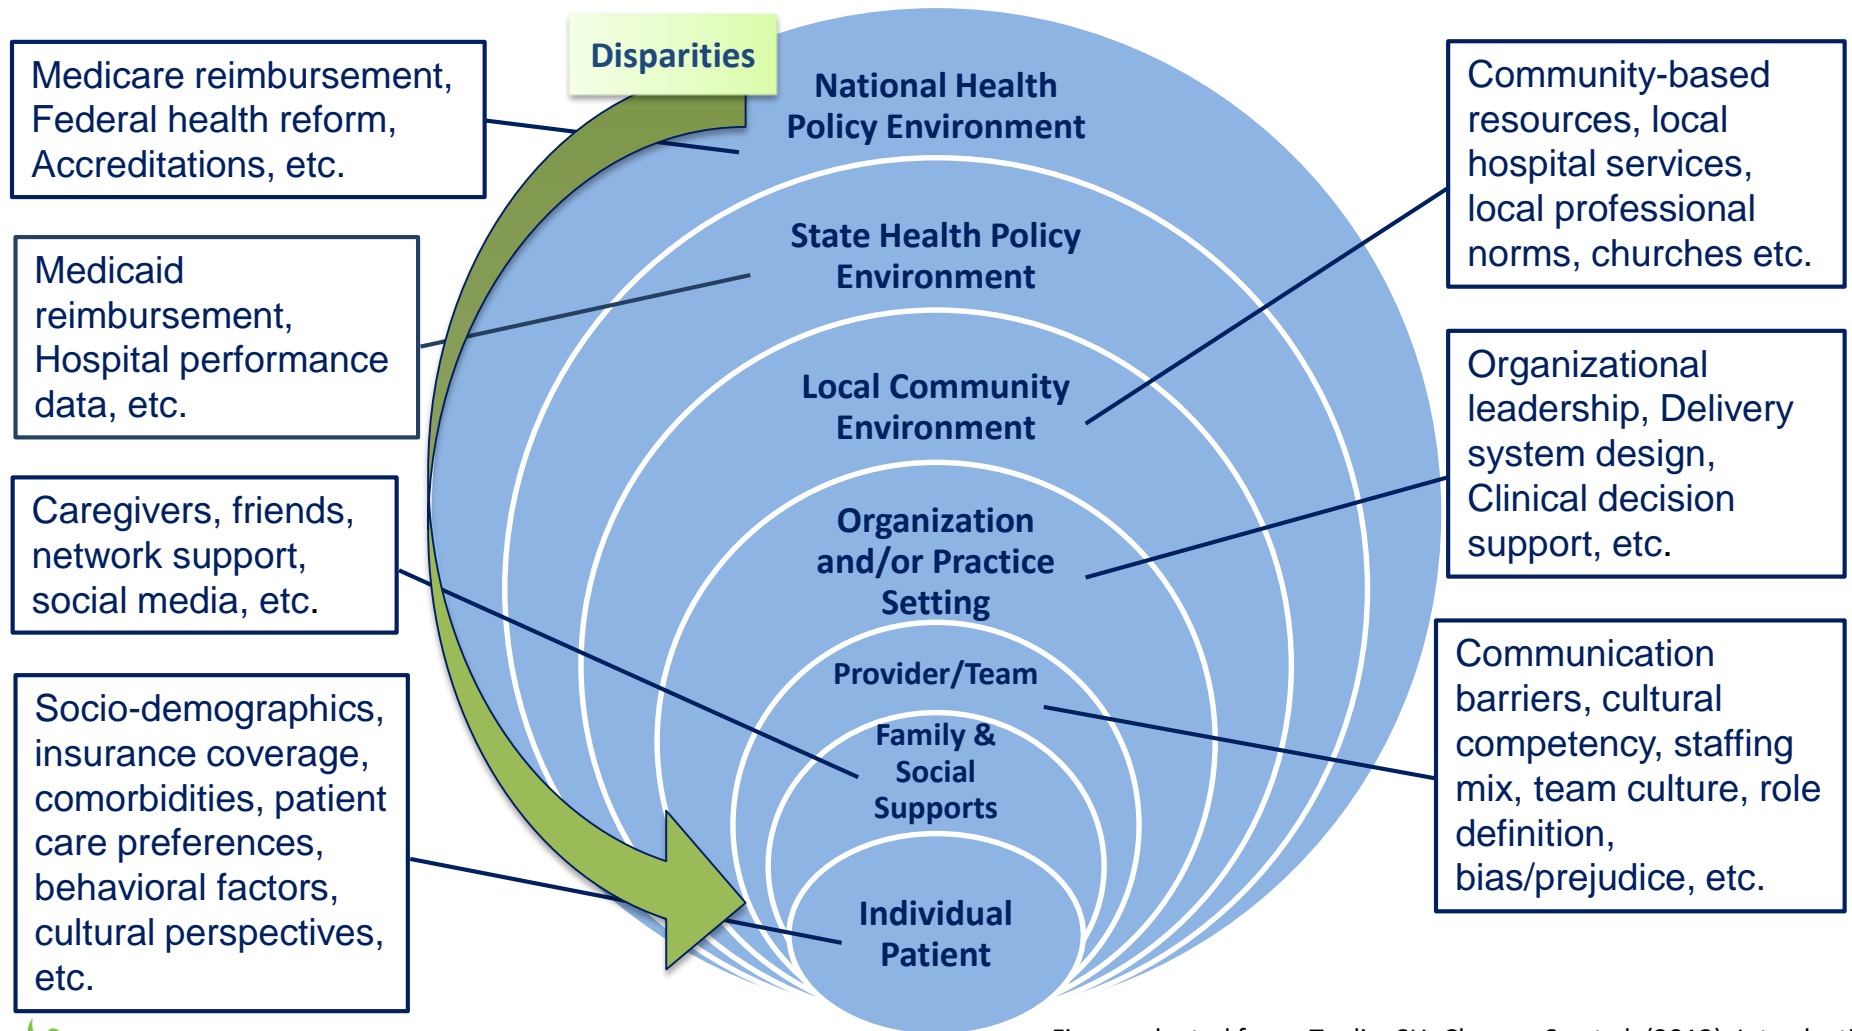 Disparities
Medicare reimbursement,
Federal health reform,
Accreditations, etc.
Medicaid
reimbursement,
Hospital performance
data, etc.
Caregivers, friends,
network support,
social media, etc.
Socio-demographics,
insurance coverage,
comorbidities, patient
care preferences,
behavioral factors,
cultural perspectives,
etc.
National Health
Policy Environment
State Health Policy
Environment
Local Community
Environment
Organization
and/or Practice
Setting
Provider/Team
Family &
Social
Supports
Individual
Patient
Community-based
resources, local
hospital services,
local professional
norms, churches etc.
Organizational
leadership, Delivery
system design,
Clinical decision
support, etc.
Communication
barriers, cultural
competency, staffing
mix, team culture, role
definition,
bias/prejudice, etc.